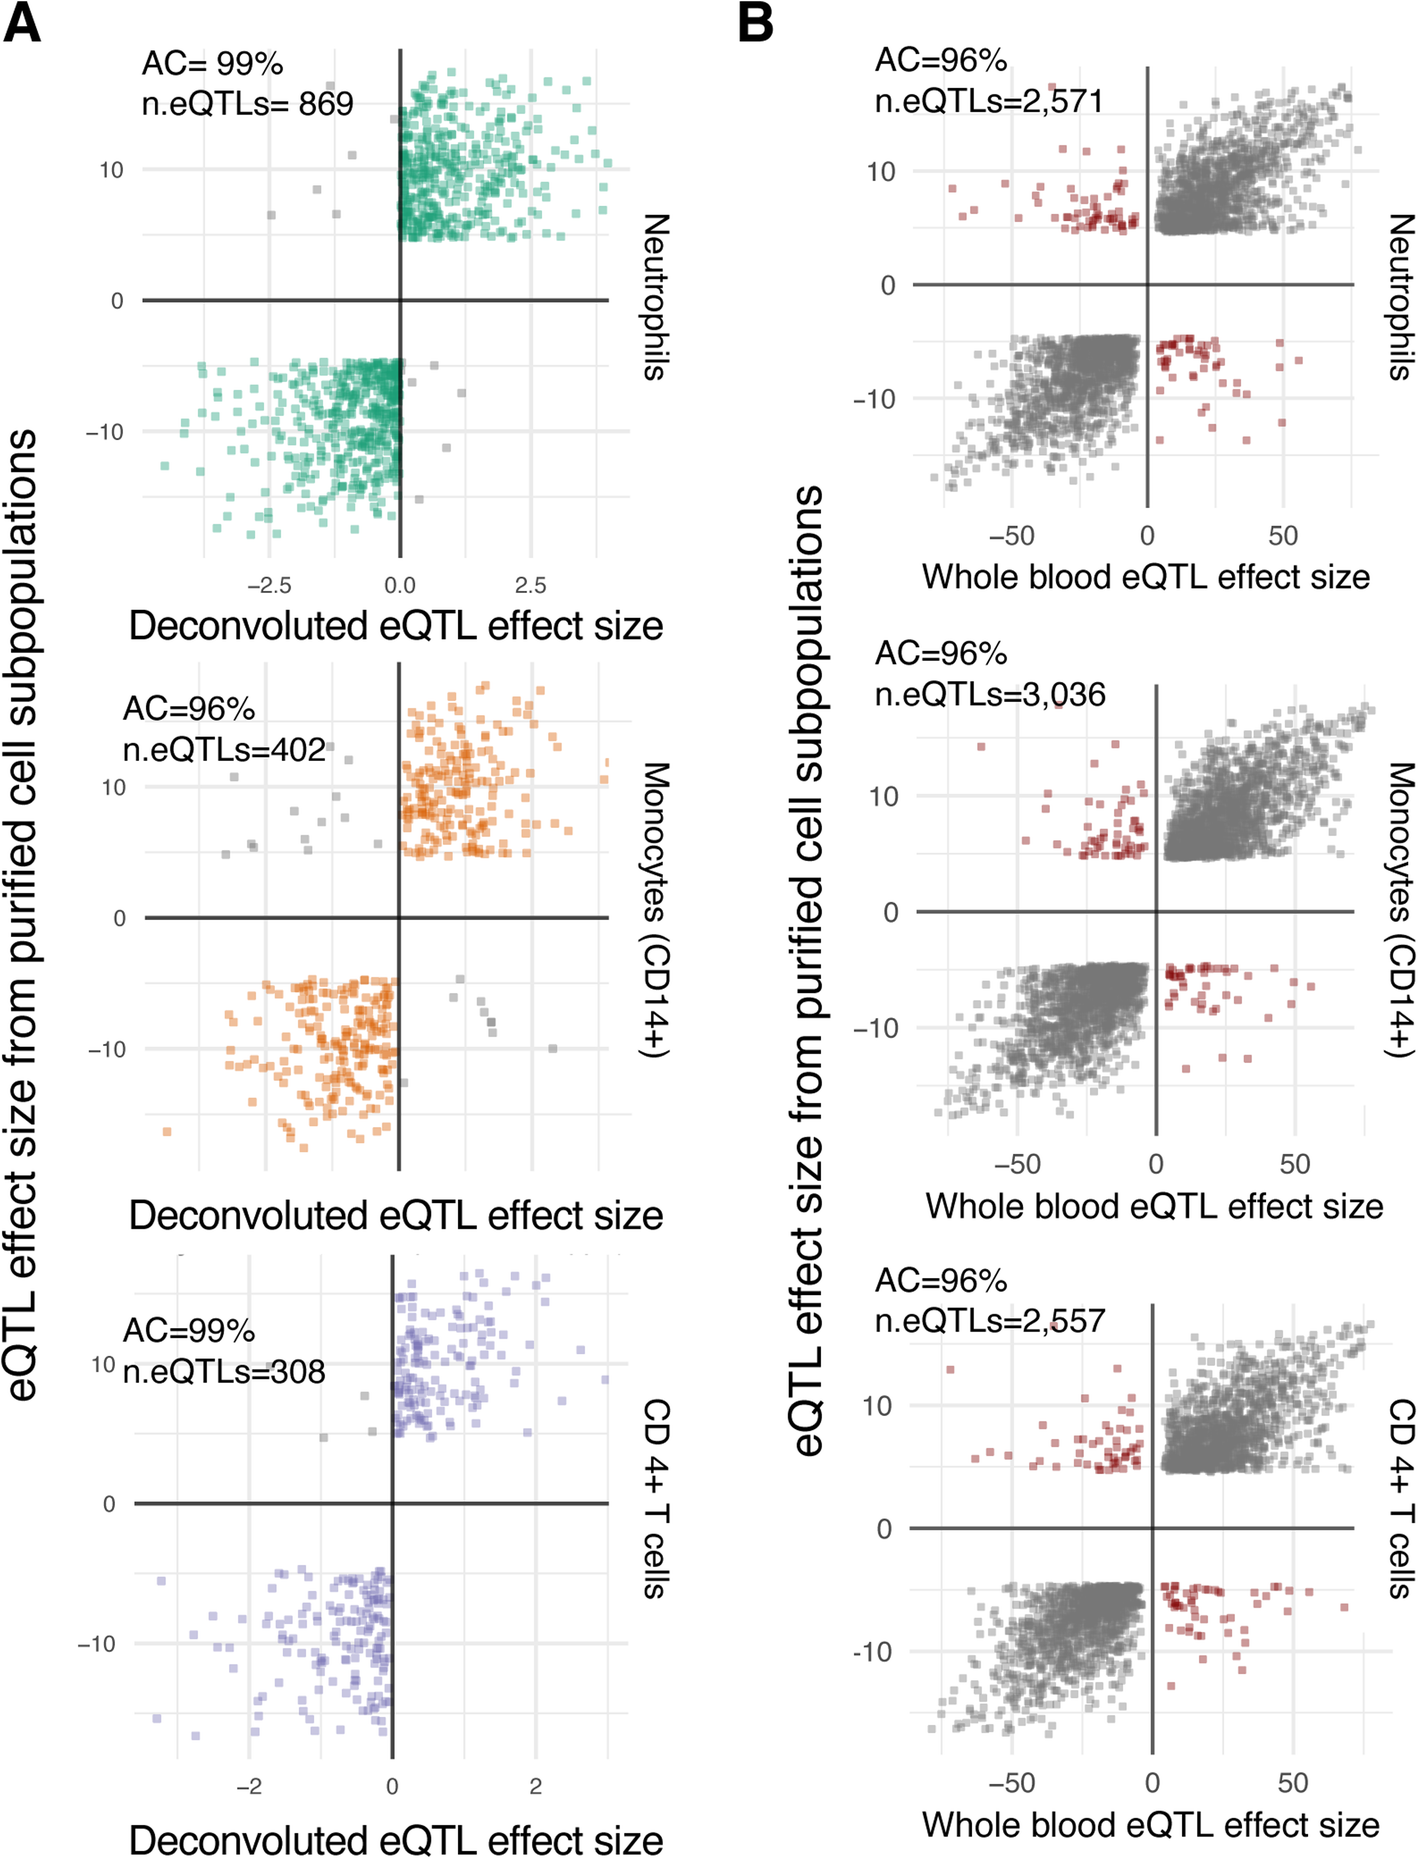 A
eQTL effect size from purified cell subpopulations
AC= 99%
n.eQTLs= 869
10
0
−10
−2.5 0.0 2.5
Deconvoluted eQTL effect size
Neutrophils
AC=96%
n.eQTLs=402
10
0
−10
Deconvoluted eQTL effect size
Monocytes (CD14+)
AC=99%
n.eQTLs=308
10
0
−10
−2 0 2
Deconvoluted eQTL effect size
CD 4+ T cells
B
eQTL effect size from purified cell subpopulations
AC=96%
n.eQTLs=2,571
10
0
−10
−50 0 50
Whole blood eQTL effect size
Neutrophils
AC=96%
n.eQTLs=3,036
10
0
−10
−50 0 50
Whole blood eQTL effect size
Monocytes (CD14+)
AC=96%
n.eQTLs=2,557
10
0
-10
−50 0 50
Whole blood eQTL effect size
CD 4+ T cells